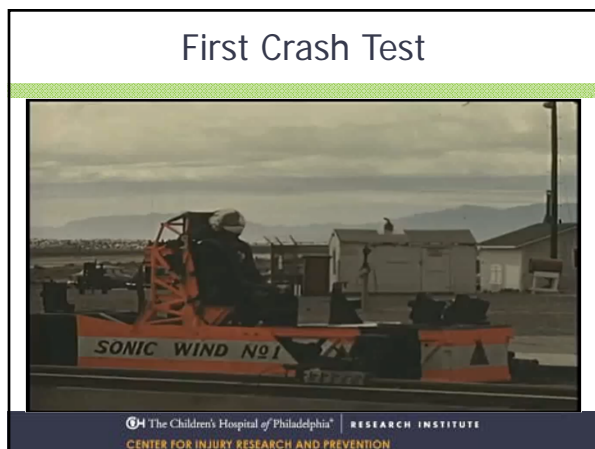 First Crash Test
SONIC WIND No1
The Children's Hospital of Philadelphia® | RESEARCH INSTITUTE
CENTER FOR INJURY RESEARCH AND PREVENTION